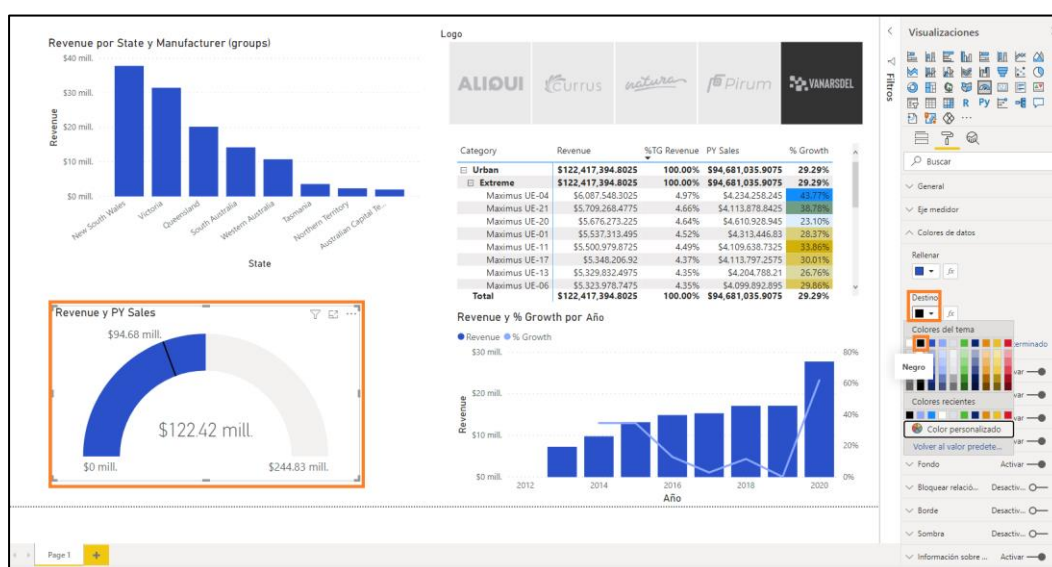 Revenue por State y Manufacturer (groups)
$40 mill.
$30 mill.
$20 mill.
$10 mill.
$0 mill.
Revenue
New South Wales
Victoria
Queensland
South Australia
Western Australia
Tasmania
Northern Territory
Australian Capital Te...
State
Logo
ALIQUI
Currus
natura
Pirum
VANARSDEL
Category Revenue %TG Revenue PY Sales % Growth
Urban $122,417,394.8025 100.00% $94,681,035.9075 29.29%
Extreme $122,417,394.8025 100.00% $94,681,035.9075 29.29%
Maximus UE-04 $6,087,548.3025 4.97% $4,234,258.245 43.77%
Maximus UE-21 $5,709,268.4775 4.66% $4,113,878.8425 38.78%
Maximus UE-20 $5,676,273.225 4.64% $4,610,928.945 23.10%
Maximus UE-01 $5,537,313.495 4.52% $4,313,446.83 28.37%
Maximus UE-11 $5,500,979.8725 4.49% $4,109,638.7325 33.86%
Maximus UE-17 $5,348,206.92 4.37% $4,113,797.2575 30.01%
Maximus UE-13 $5,329,832.4975 4.35% $4,204,788.21 26.76%
Maximus UE-06 $5,323,978.7475 4.35% $4,099,892.895 29.86%
Total $122,417,394.8025 100.00% $94,681,035.9075 29.29%
Revenue y PY Sales
$94.68 mill.
$122.42 mill.
$0 mill.
$244.83 mill.
Revenue y % Growth por Año
Revenue % Growth
$30 mill.
$20 mill.
$10 mill.
$0 mill.
Revenue
80%
60%
40%
20%
0%
2012 2014 2016 2018 2020
Año
Page 1
Filtros
Visualizaciones
R Py
Buscar
General
Eje medidor
Colores de datos
Rellenar
fx
Destino
fx
Colores del tema
Negro
Colores recientes
Color personalizado
Volver al valor predete...
Fondo Activar
Bloquear relació... Desactiv...
Borde Desactiv...
Sombra Desactiv...
Información sobre ... Activar